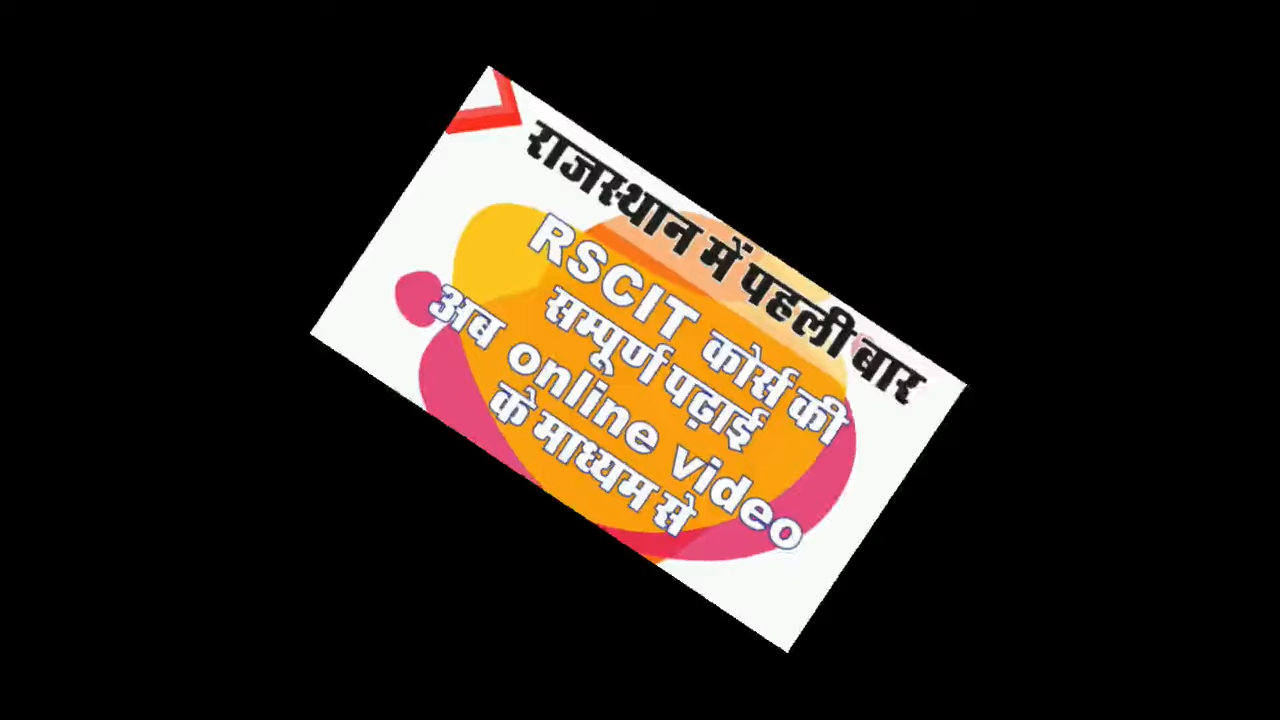 राजस्थान में पहली बार
RSCIT कोर्स की
सम्पूर्ण पढ़ाई
अब online video
के माध्यम से